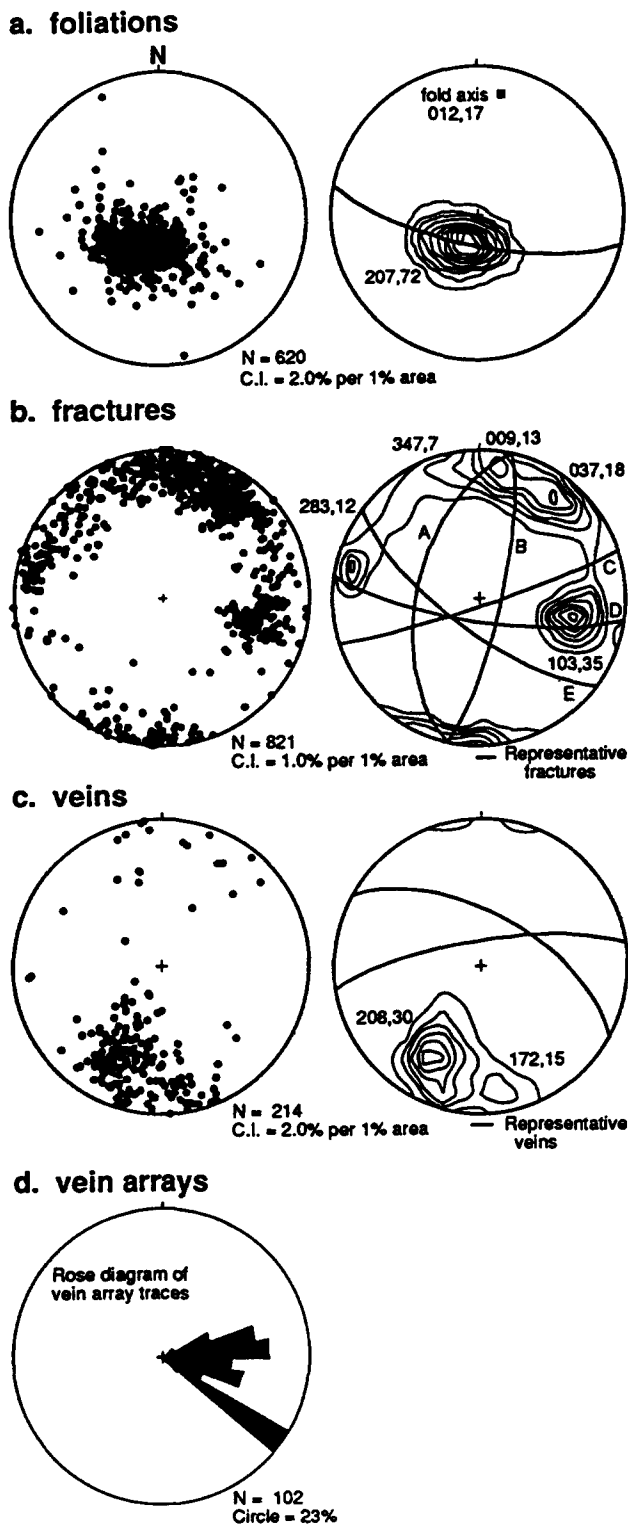 a. foliations
N
fold axis
012,17
207,72
N = 620
C.I. = 2.0% per 1% area
b. fractures
347,7
009,13
037,18
283,12
A
B
C
D
103,35
E
N = 821
C.I. = 1.0% per 1% area
— Representative
fractures
c. veins
208,30
172,15
N = 214
C.I. = 2.0% per 1% area
— Representative
veins
d. vein arrays
Rose diagram of
vein array traces
N = 102
Circle = 23%